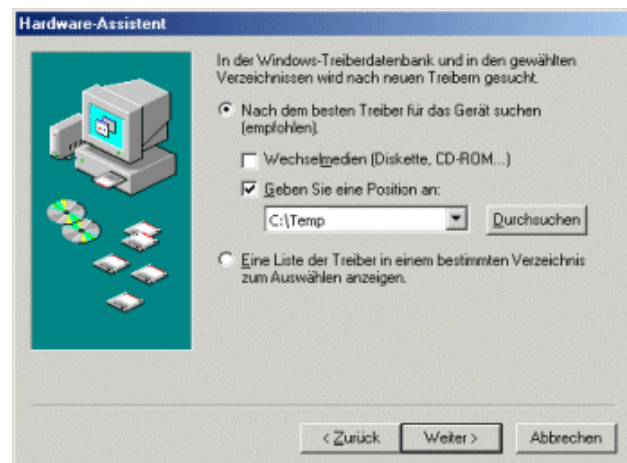 Hardware-Assistent
In der Windows-Treiberdatenbank und in den gewählten
Verzeichnissen wird nach neuen Treibern gesucht.
Nach dem besten Treiber für das Gerät suchen
(empfohlen).
Wechselmedien (Diskette, CD-ROM...)
Geben Sie eine Position an:
C:\Temp
Durchsuchen
Eine Liste der Treiber in einem bestimmten Verzeichnis
zum Auswählen anzeigen.
< Zurück
Weiter >
Abbrechen